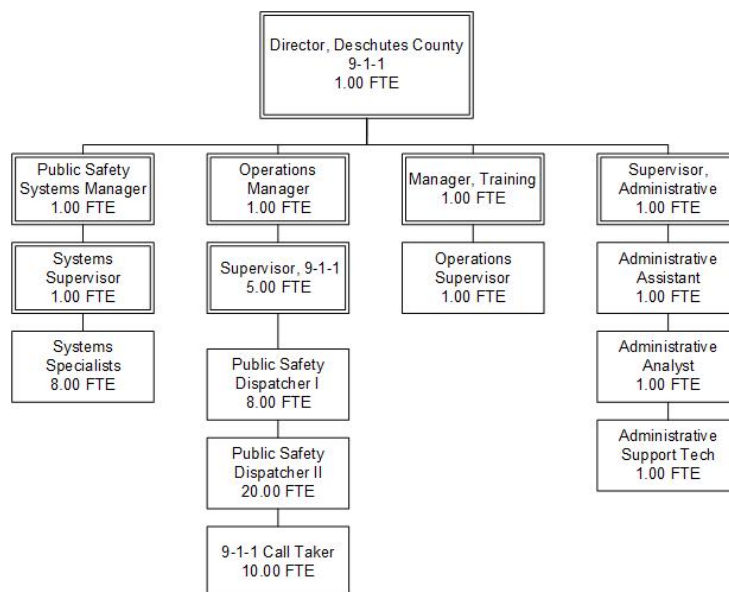 Director, Deschutes County
9-1-1
1.00 FTE
Public Safety
Systems Manager
1.00 FTE
Operations
Manager
1.00 FTE
Manager, Training
1.00 FTE
Supervisor,
Administrative
1.00 FTE
Systems
Supervisor
1.00 FTE
Supervisor, 9-1-1
5.00 FTE
Operations
Supervisor
1.00 FTE
Administrative
Assistant
1.00 FTE
Systems
Specialists
8.00 FTE
Public Safety
Dispatcher I
8.00 FTE
Administrative
Analyst
1.00 FTE
Public Safety
Dispatcher II
20.00 FTE
Administrative
Support Tech
1.00 FTE
9-1-1 Call Taker
10.00 FTE